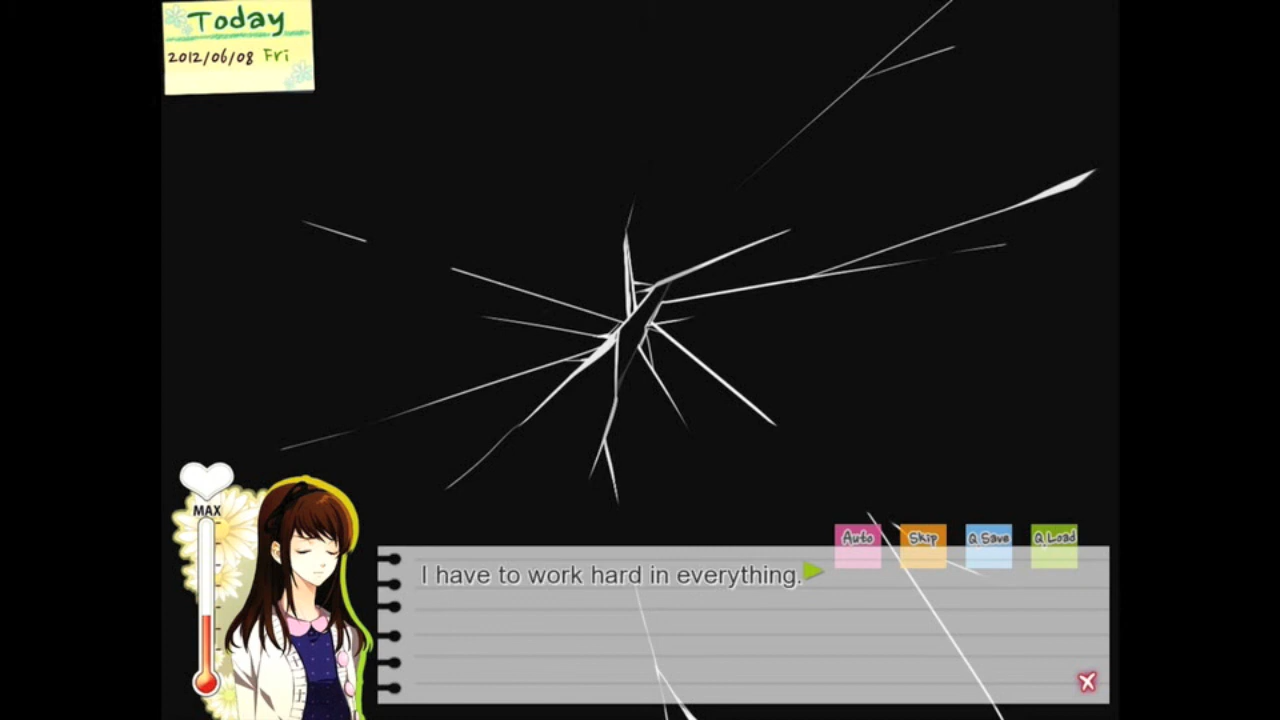 Today
2012/06/08 Fri
MAX
Auto
Skip
Q.Save
Q.Load
I have to work hard in everything.